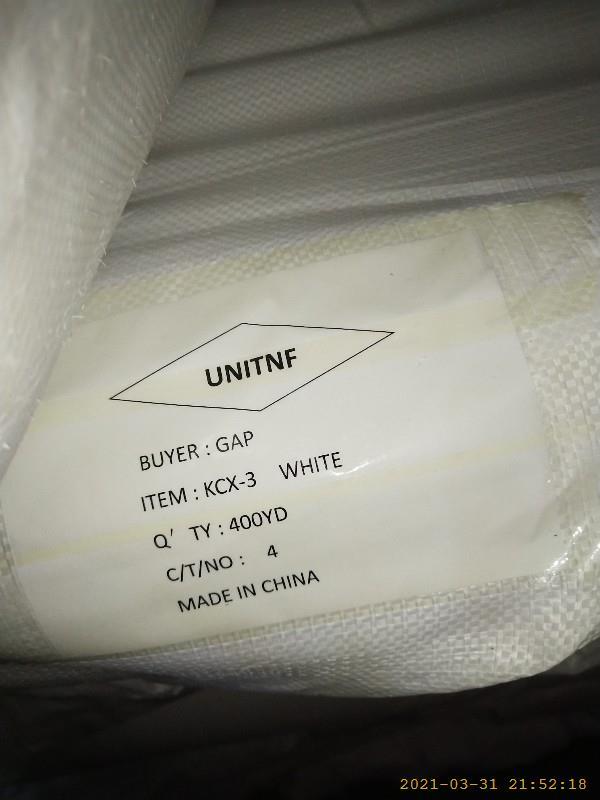 UNITNF
BUYER : GAP
ITEM : KCX-3 WHITE
Q' TY : 400YD
C/T/NO : 4
MADE IN CHINA
2021-03-31 21:52:18